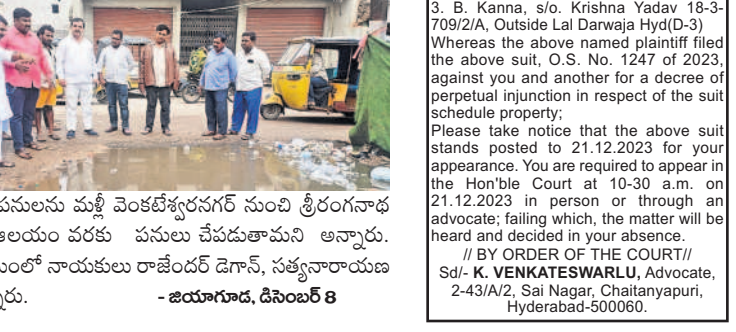 పనులను మళ్లీ వెంకటేశ్వరనగర్ నుంచి శ్రీరంగనాథ
ఆలయం వరకు పనులు చేపడుతామని అన్నారు.
నాయకులు రాజేందర్ డెగాన్, సత్యనారాయణ
- జియాగూడ, డిసెంబర్ 8
3. B. Kanna, s/o. Krishna Yadav 18-3-
709/2/A, Outside Lal Darwaja Hyd(D-3)
Whereas the above named plaintiff filed
the above suit, O.S. No. 1247 of 2023,
against you and another for a decree of
perpetual injunction in respect of the suit
schedule property;
Please take notice that the above suit
stands posted to 21.12.2023 for your
appearance. You are required to appear in
the Hon'ble Court at 10-30 a.m. on
21.12.2023 in person or through an
advocate; failing which, the matter will be
heard and decided in your absence.
// BY ORDER OF THE COURT//
Sd/- K. VENKATESWARLU, Advocate,
2-43/A/2, Sai Nagar, Chaitanyapuri,
Hyderabad-500060.